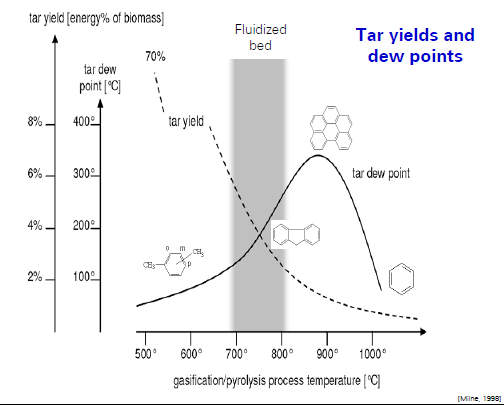 tar yield [energy% of biomass]
Fluidized
bed
Tar yields and
dew points
70%
tar dew
point [°C]
8%
400°
tar yield
6%
300°
tar dew point
4%
200°
o m
CH₃
CH₃
p
2%
100°
500° 600° 700° 800° 900° 1000°
gasification/pyrolysis process temperature [°C]
[Milne, 1998]